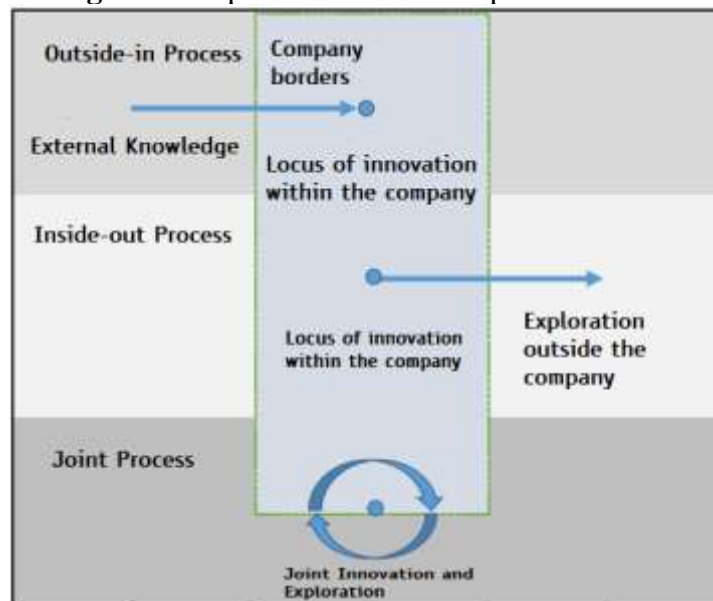 Outside-in Process
Company
borders
External Knowledge
Locus of innovation
within the company
Inside-out Process
Locus of innovation
within the company
Exploration
outside the
company
Joint Process
Joint Innovation and
Exploration